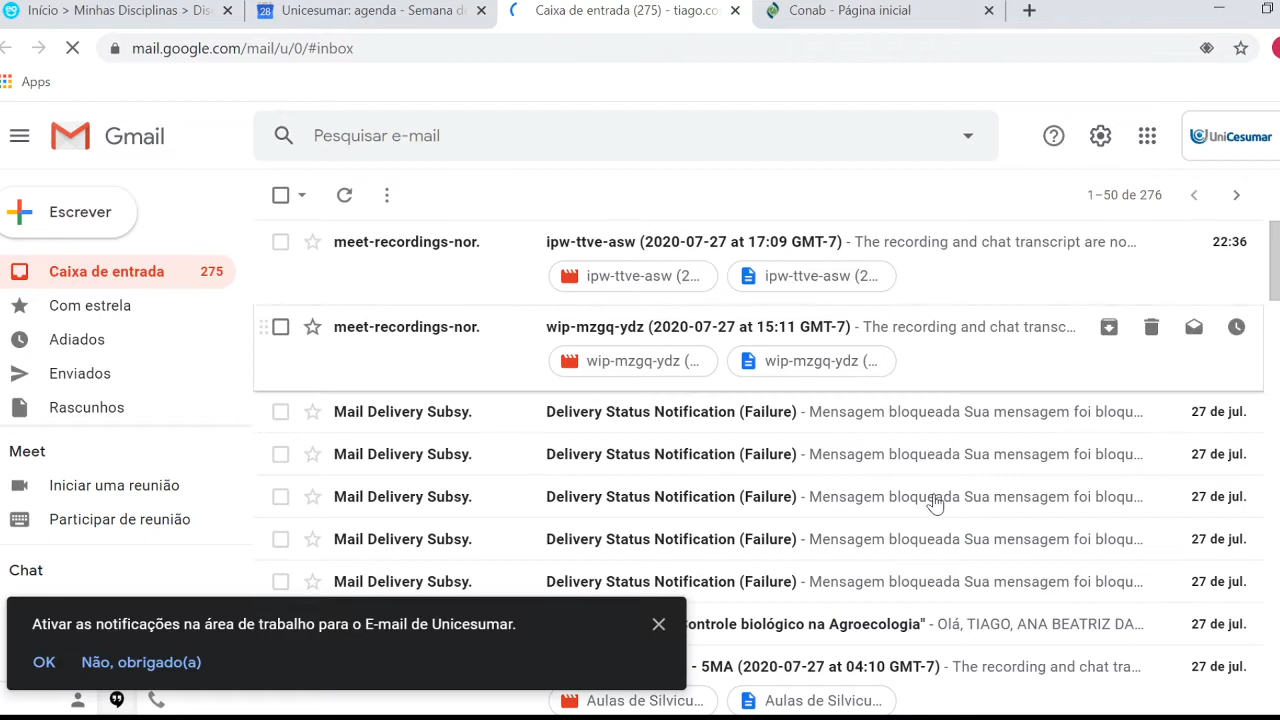 Início > Minhas Disciplinas > Dis
28 Unicesumar: agenda - Semana d
Caixa de entrada (275) - tiago.co
Conab - Página inicial
mail.google.com/mail/u/0/#inbox
Apps
Gmail
Pesquisar e-mail
UniCesumar
Escrever
1–50 de 276
Caixa de entrada 275
Com estrela
Adiados
Enviados
Rascunhos
Meet
Iniciar uma reunião
Participar de reunião
Chat
meet-recordings-nor. ipw-ttve-asw (2020-07-27 at 17:09 GMT-7) - The recording and chat transcript are no... 22:36
ipw-ttve-asw (2... ipw-ttve-asw (2...
meet-recordings-nor. wip-mzgq-ydz (2020-07-27 at 15:11 GMT-7) - The recording and chat transc...
wip-mzgq-ydz (... wip-mzgq-ydz (...
Mail Delivery Subsy. Delivery Status Notification (Failure) - Mensagem bloqueada Sua mensagem foi bloqu... 27 de jul.
Mail Delivery Subsy. Delivery Status Notification (Failure) - Mensagem bloqueada Sua mensagem foi bloqu... 27 de jul.
Mail Delivery Subsy. Delivery Status Notification (Failure) - Mensagem bloqueada Sua mensagem foi bloqu... 27 de jul.
Mail Delivery Subsy. Delivery Status Notification (Failure) - Mensagem bloqueada Sua mensagem foi bloqu... 27 de jul.
Mail Delivery Subsy. Delivery Status Notification (Failure) - Mensagem bloqueada Sua mensagem foi bloqu... 27 de jul.
ontrole biológico na Agroecologia" - Olá, TIAGO, ANA BEATRIZ DA... 27 de jul.
- 5MA (2020-07-27 at 04:10 GMT-7) - The recording and chat tra... 27 de jul.
Aulas de Silvicu... Aulas de Silvicu...
Ativar as notificações na área de trabalho para o E-mail de Unicesumar.
OK Não, obrigado(a)